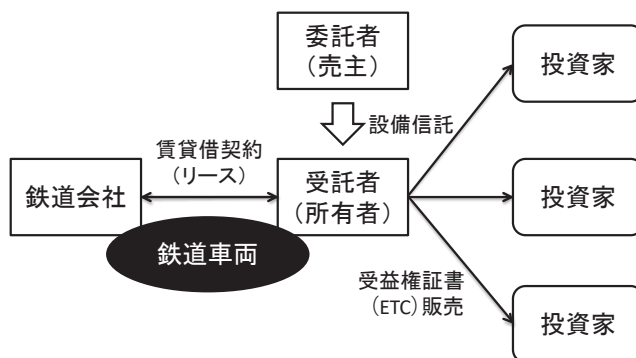 委託者
（売主）
投資家
設備信託
賃貸借契約
（リース）
鉄道会社
受託者
（所有者）
投資家
鉄道車両
受益権証書
（ETC）販売
投資家